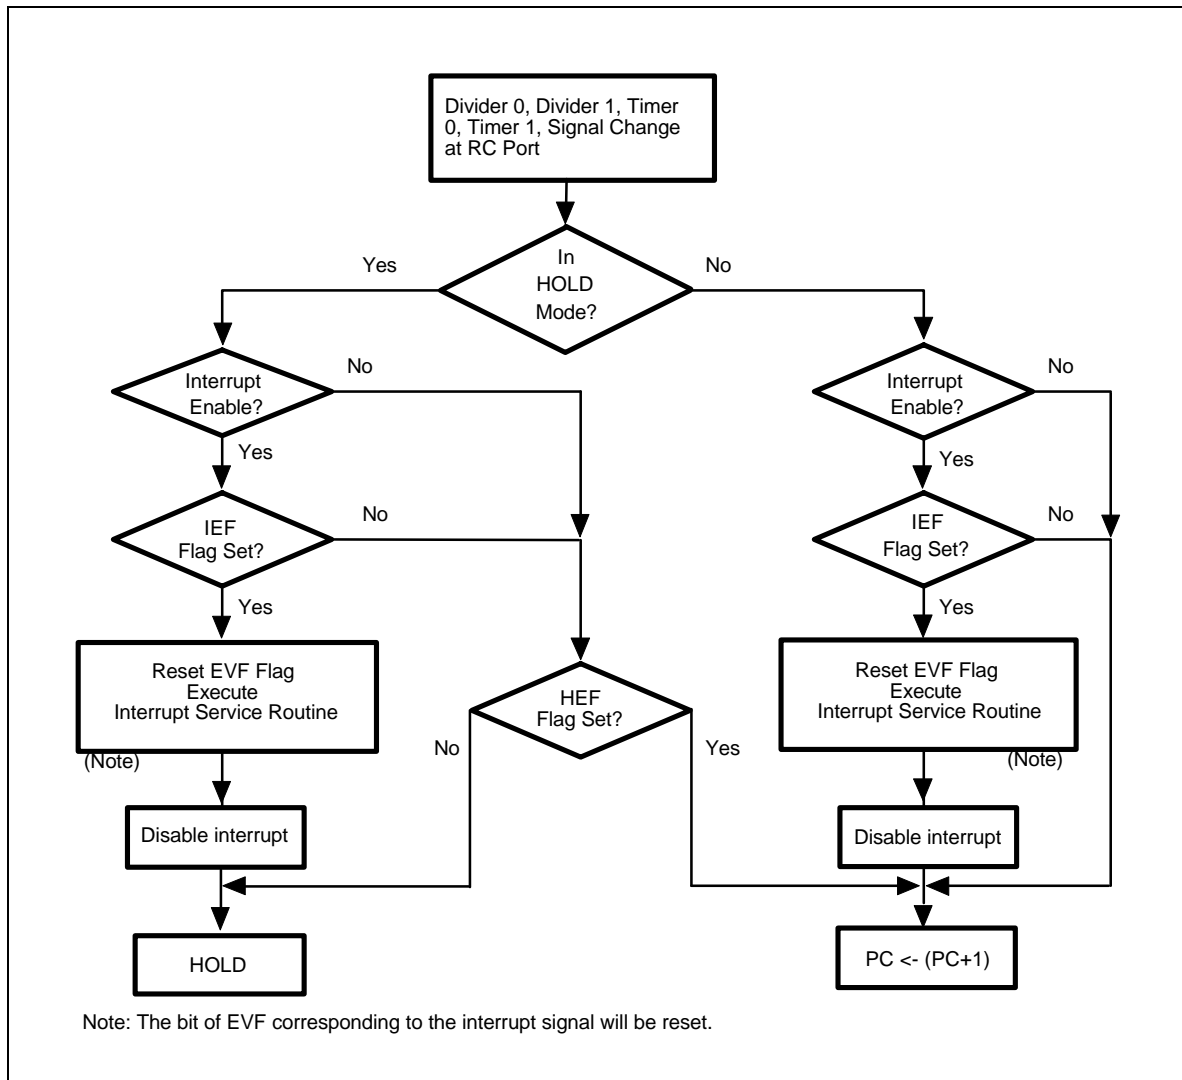 Divider 0, Divider 1, Timer
0, Timer 1, Signal Change
at RC Port
In
HOLD
Mode?
Yes
No
Interrupt
Enable?
No
Yes
Interrupt
Enable?
No
Yes
IEF
Flag Set?
No
Yes
IEF
Flag Set?
No
Yes
Reset EVF Flag
Execute
Interrupt Service Routine
(Note)
HEF
Flag Set?
No
Yes
Reset EVF Flag
Execute
Interrupt Service Routine
(Note)
Disable interrupt
Disable interrupt
HOLD
PC <- (PC+1)
Note: The bit of EVF corresponding to the interrupt signal will be reset.